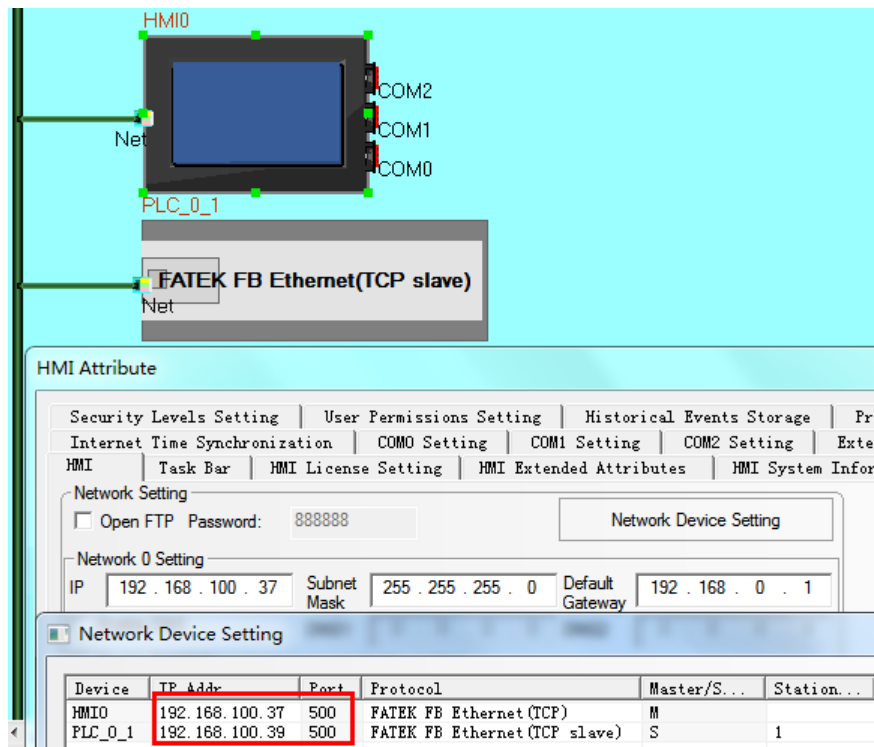 HMI0
COM2
COM1
Net
COM0
PLC_0_1
FATEK FB Ethernet(TCP slave)
Net
HMI Attribute
Security Levels Setting User Permissions Setting Historical Events Storage Pr
Internet Time Synchronization COM0 Setting COM1 Setting COM2 Setting Exte
HMI Task Bar HMI License Setting HMI Extended Attributes HMI System Infor
Network Setting
Open FTP Password: 888888 Network Device Setting
Network 0 Setting
IP 192 . 168 . 100 . 37 Subnet Mask 255 . 255 . 255 . 0 Default Gateway 192 . 168 . 0 . 1
Network Device Setting
Device IP Addr Port Protocol Master/S... Station...
HMI0 192.168.100.37 500 FATEK FB Ethernet(TCP) M
PLC_0_1 192.168.100.39 500 FATEK FB Ethernet(TCP slave) S 1